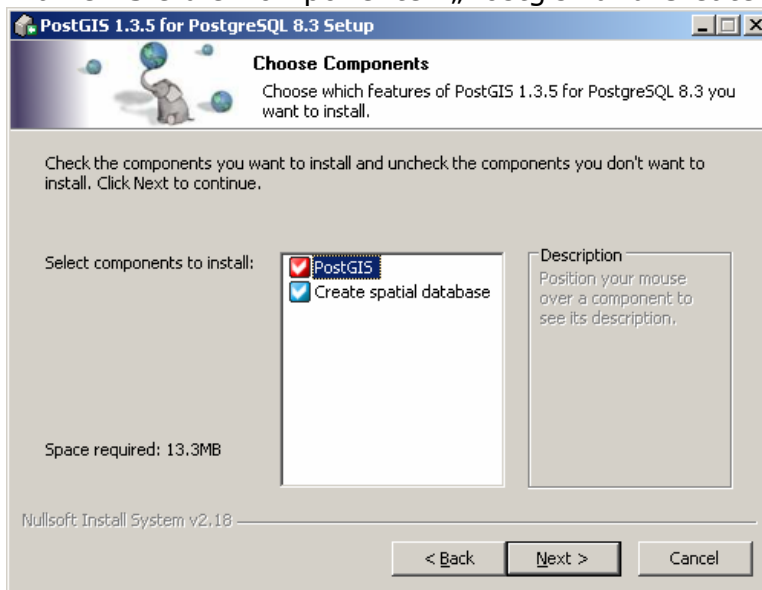 PostGIS 1.3.5 for PostgreSQL 8.3 Setup
Choose Components
Choose which features of PostGIS 1.3.5 for PostgreSQL 8.3 you
want to install.
Check the components you want to install and uncheck the components you don't want to
install. Click Next to continue.
Select components to install:
PostGIS
Create spatial database
Description
Position your mouse
over a component to
see its description.
Space required: 13.3MB
Nullsoft Install System v2.18
< Back
Next >
Cancel